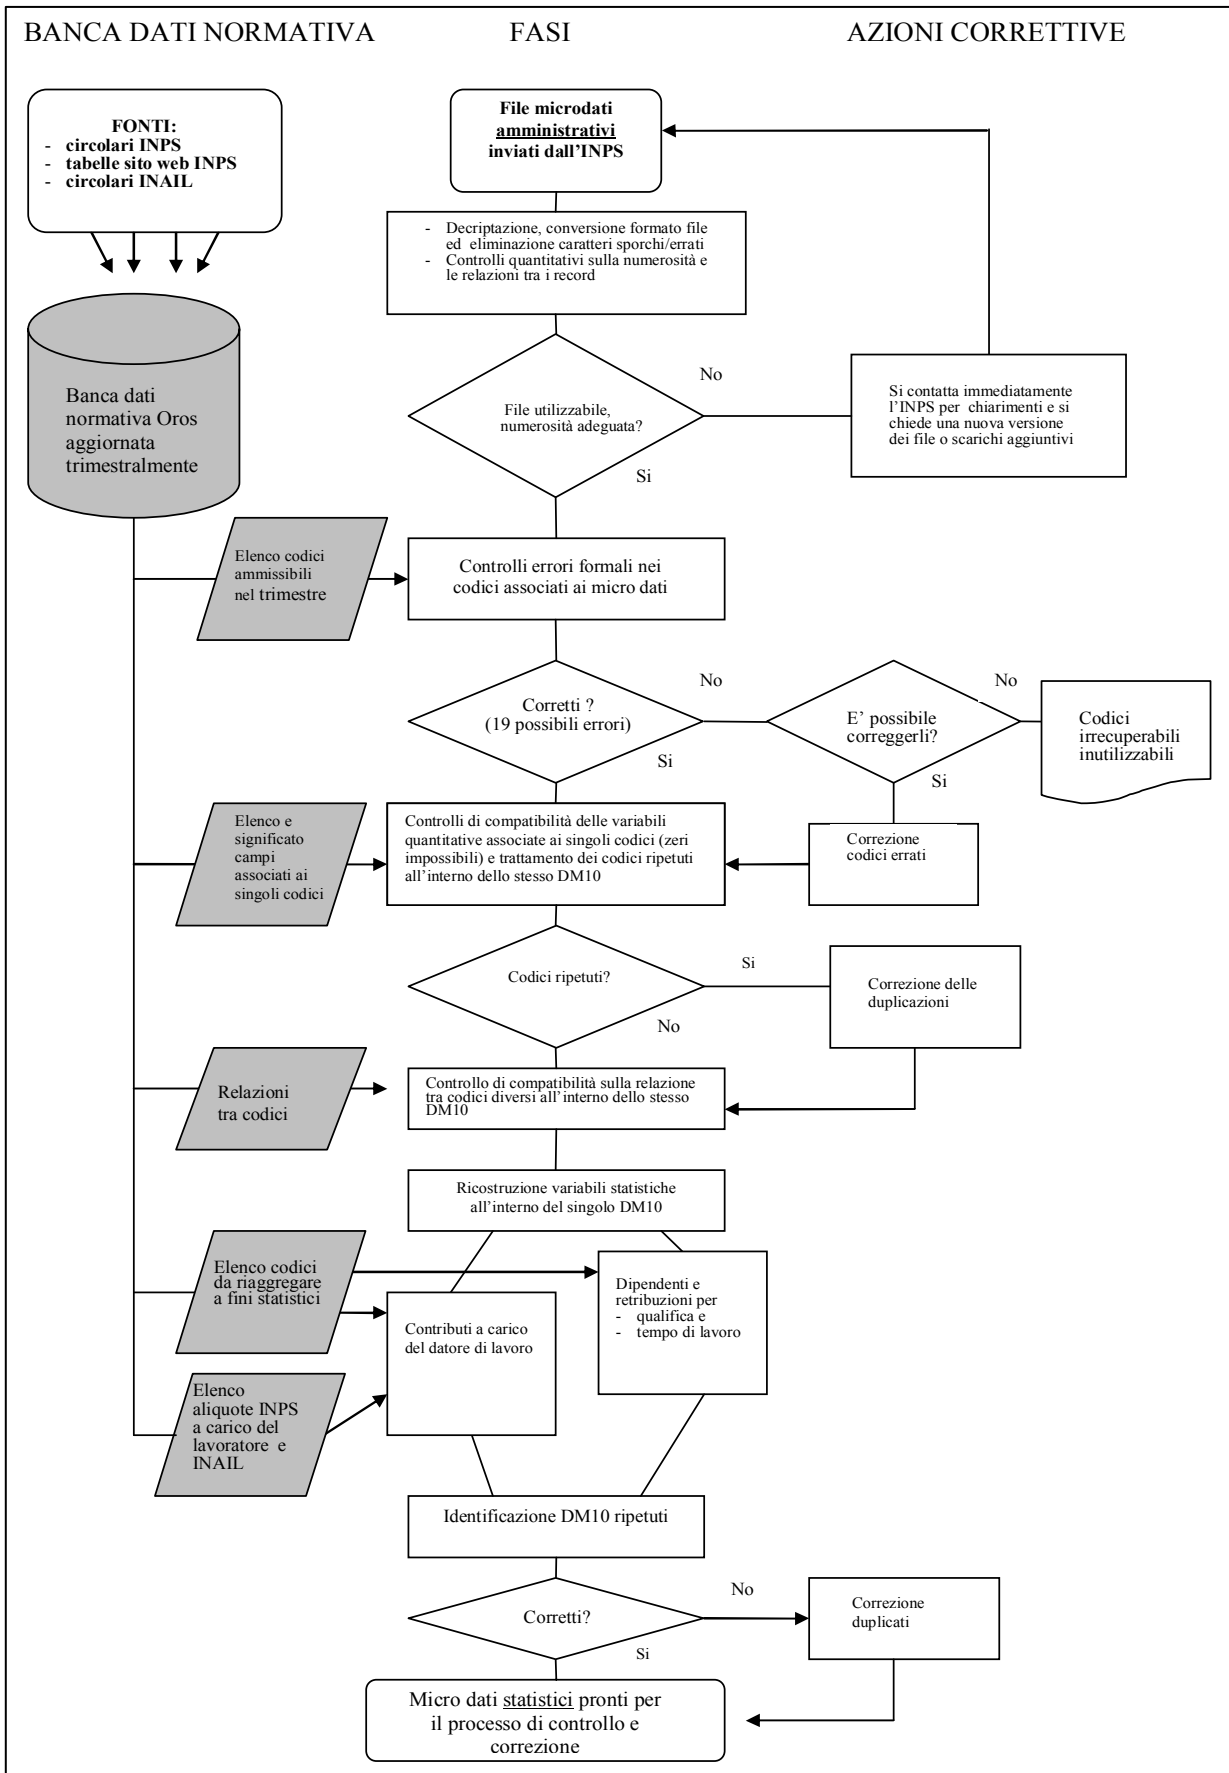 BANCA DATI NORMATIVA
FASI
AZIONI CORRETTIVE
FONTI:
- circolari INPS
- tabelle sito web INPS
- circolari INAIL
File microdati
amministrativi
inviati dall'INPS
- Decriptazione, conversione formato file
ed eliminazione caratteri sporchi/errati
- Controlli quantitativi sulla numerosità e
le relazioni tra i record
Banca dati
normativa Oros
aggiornata
trimestralmente
File utilizzabile,
numerosità adeguata?
No
Si
Si contatta immediatamente
l'INPS per chiarimenti e si
chiede una nuova versione
dei file o scarichi aggiuntivi
Elenco codici
ammissibili
nel trimestre
Controlli errori formali nei
codici associati ai micro dati
Corretti ?
(19 possibili errori)
No
Si
E' possibile
correggerli?
No
Si
Codici
irrecuperabili
inutilizzabili
Elenco e
significato
campi
associati ai
singoli codici
Controlli di compatibilità delle variabili
quantitative associate ai singoli codici (zeri
impossibili) e trattamento dei codici ripetuti
all'interno dello stesso DM10
Correzione
codici errati
Codici ripetuti?
Si
No
Correzione delle
duplicazioni
Relazioni
tra codici
Controllo di compatibilità sulla relazione
tra codici diversi all'interno dello stesso
DM10
Ricostruzione variabili statistiche
all'interno del singolo DM10
Elenco codici
da riaggregare
a fini statistici
Contributi a carico
del datore di lavoro
Dipendenti e
retribuzioni per
- qualifica e
- tempo di lavoro
Elenco
aliquote INPS
a carico del
lavoratore e
INAIL
Identificazione DM10 ripetuti
Corretti?
No
Si
Correzione
duplicati
Micro dati statistici pronti per
il processo di controllo e
correzione